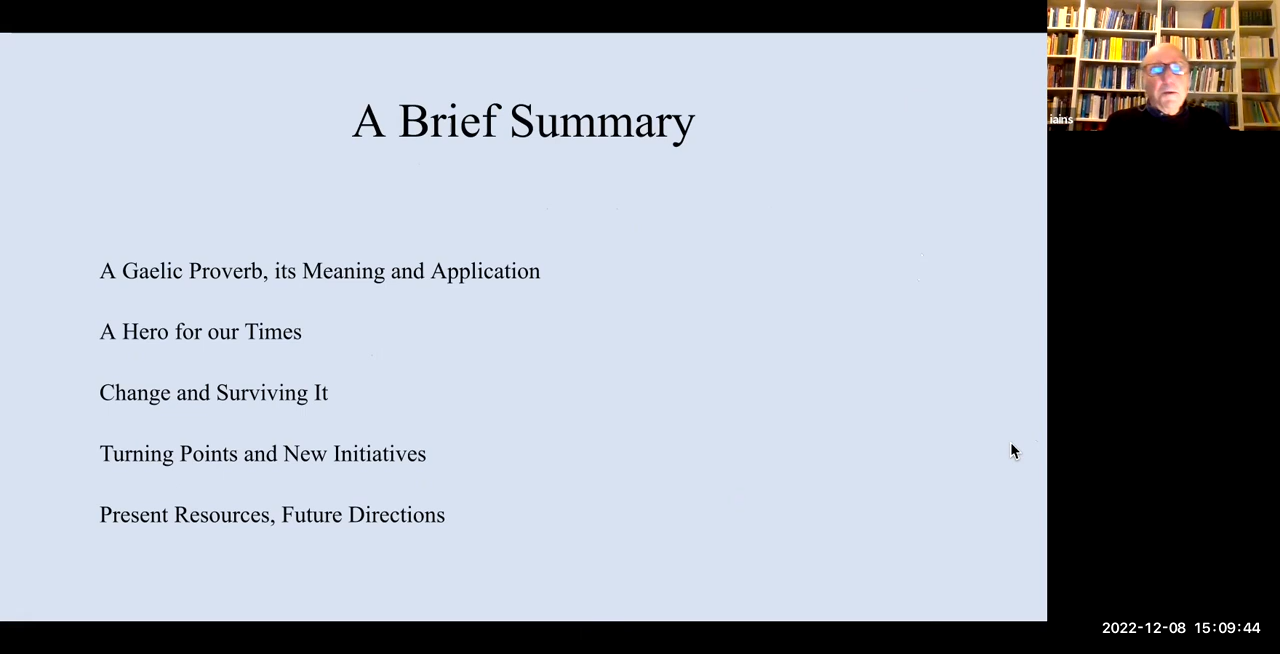 A Brief Summary
A Gaelic Proverb, its Meaning and Application
A Hero for our Times
Change and Surviving It
Turning Points and New Initiatives
Present Resources, Future Directions
iains
2022-12-08 15:09:44